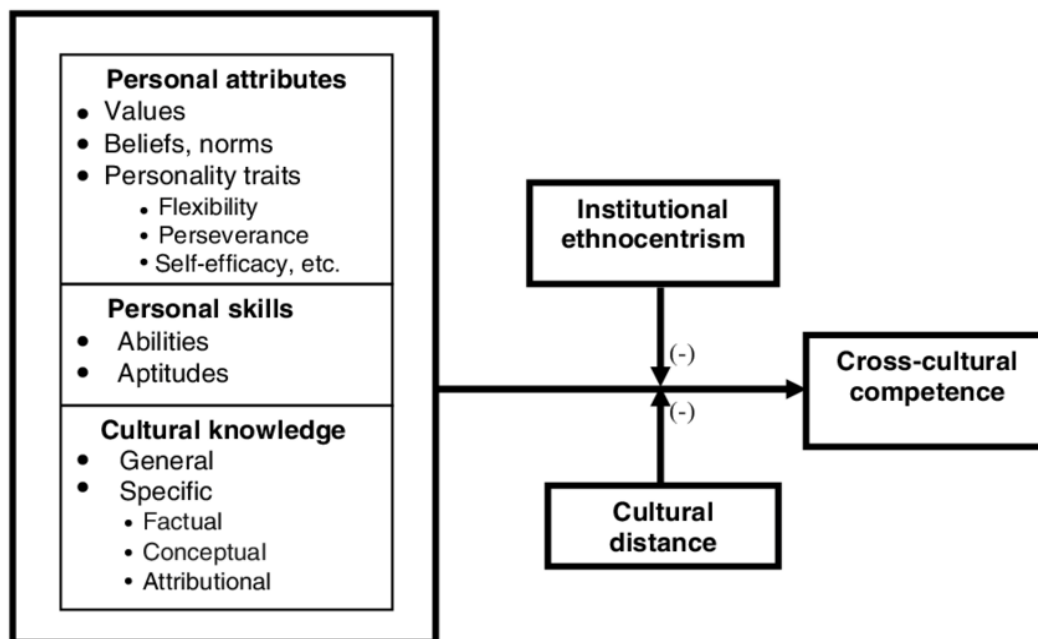 Personal attributes
• Values
• Beliefs, norms
• Personality traits
• Flexibility
• Perseverance
• Self-efficacy, etc.
Personal skills
• Abilities
• Aptitudes
Cultural knowledge
• General
• Specific
• Factual
• Conceptual
• Attributional
Institutional
ethnocentrism
(-)
(-)
Cultural
distance
Cross-cultural
competence